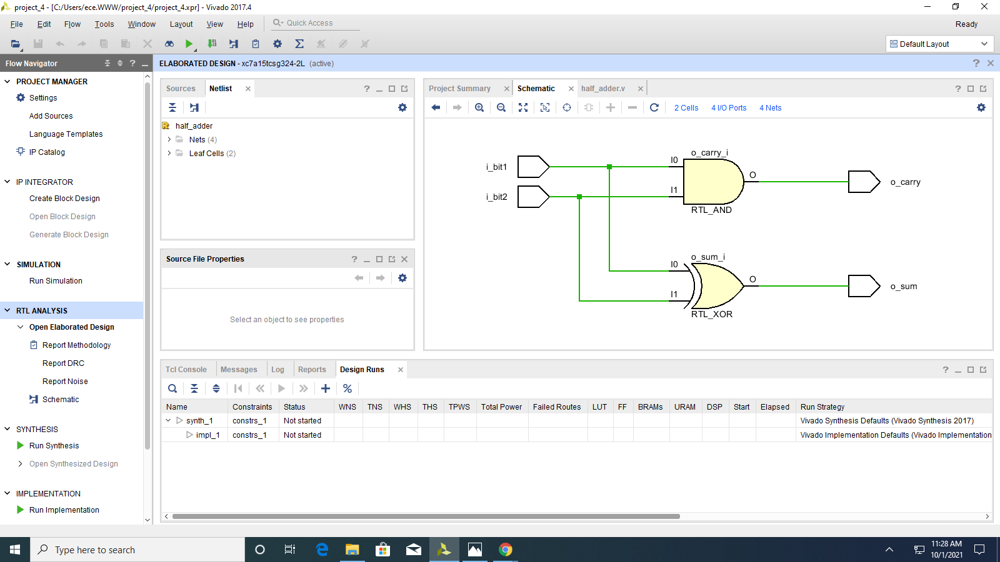 project_4 - [C:/Users/ece.WWW/project_4/project_4.xpr] - Vivado 2017.4
File Edit Flow Tools Window Layout View Help
Quick Access
Ready
Default Layout
Flow Navigator
PROJECT MANAGER
Settings
Add Sources
Language Templates
IP Catalog
IP INTEGRATOR
Create Block Design
Open Block Design
Generate Block Design
SIMULATION
Run Simulation
RTL ANALYSIS
Open Elaborated Design
Report Methodology
Report DRC
Report Noise
Schematic
SYNTHESIS
Run Synthesis
Open Synthesized Design
IMPLEMENTATION
Run Implementation
ELABORATED DESIGN - xc7a15tcsg324-2L (active)
Sources Netlist
half_adder
Nets (4)
Leaf Cells (2)
Source File Properties
Select an object to see properties
Project Summary Schematic half_adder.v
2 Cells 4 I/O Ports 4 Nets
o_carry_i
i_bit1 I0
O
o_carry
i_bit2 I1
RTL_AND
o_sum_i
I0
O
o_sum
I1
RTL_XOR
Tcl Console Messages Log Reports Design Runs
Name Constraints Status WNS TNS WHS THS TPWS Total Power Failed Routes LUT FF BRAMs URAM DSP Start Elapsed Run Strategy
synth_1 constrs_1 Not started Vivado Synthesis Defaults (Vivado Synthesis 2017)
impl_1 constrs_1 Not started Vivado Implementation Defaults (Vivado Implementation
Type here to search
11:28 AM
10/1/2021